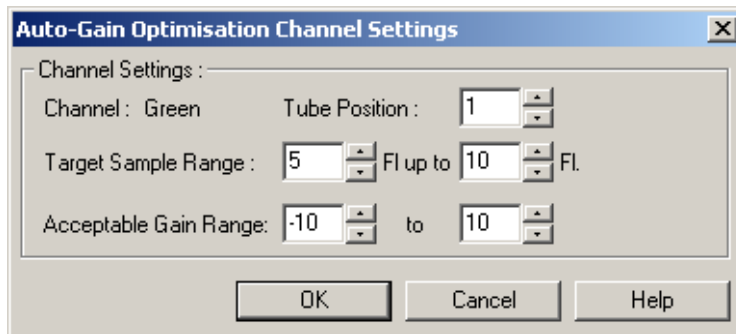 Auto-Gain Optimisation Channel Settings
Channel Settings :
Channel : Green Tube Position : 1
Target Sample Range : 5 Fl up to 10 Fl.
Acceptable Gain Range: -10 to 10
OK Cancel Help